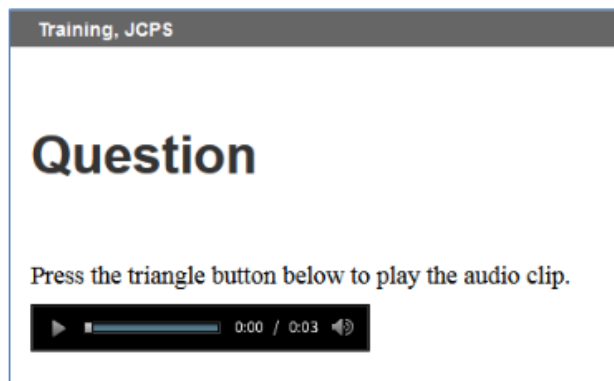 Training, JCPS
Question
Press the triangle button below to play the audio clip.
0:00 / 0:03